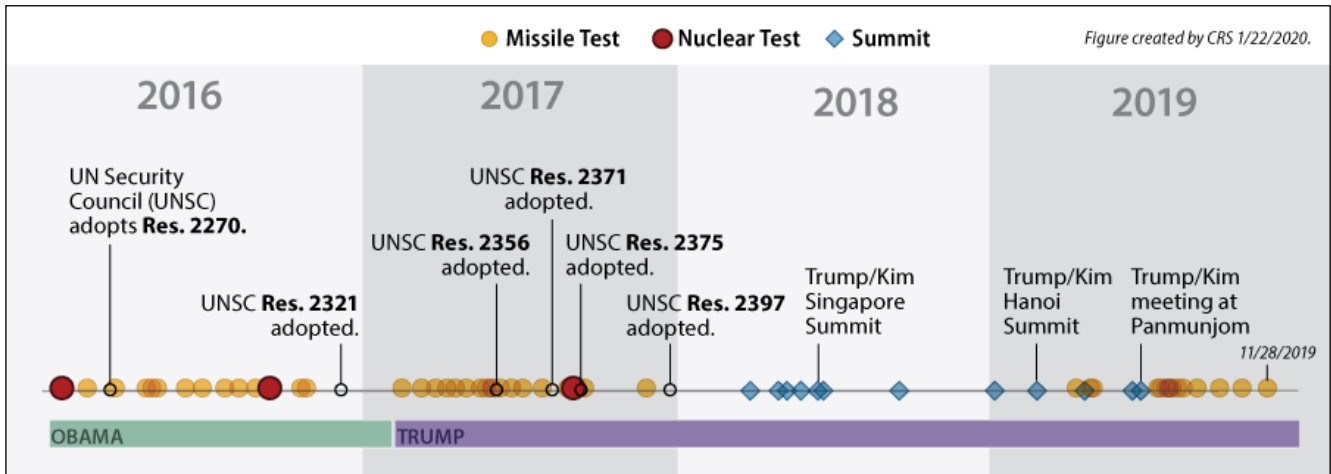 Missile Test Nuclear Test Summit
Figure created by CRS 1/22/2020.
2016
2017
2018
2019
UN Security
Council (UNSC)
adopts Res. 2270.
UNSC Res. 2321
adopted.
UNSC Res. 2356
adopted.
UNSC Res. 2371
adopted.
UNSC Res. 2375
adopted.
UNSC Res. 2397
adopted.
Trump/Kim
Singapore
Summit
Trump/Kim
Hanoi
Summit
Trump/Kim
meeting at
Panmunjom
11/28/2019
OBAMA
TRUMP